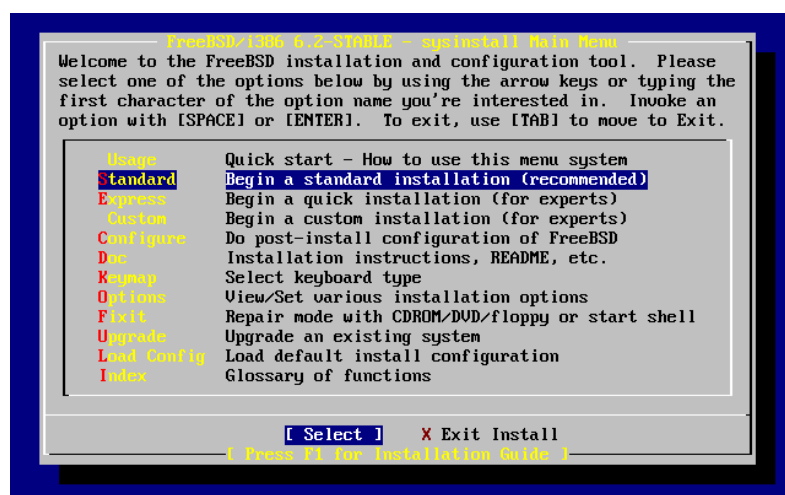 FreeBSD/i386 6.2-STABLE - sysinstall Main Menu
Welcome to the FreeBSD installation and configuration tool.  Please
select one of the options below by using the arrow keys or typing the
first character of the option name you're interested in.  Invoke an
option with [SPACE] or [ENTER].  To exit, use [TAB] to move to Exit.
Usage Quick start - How to use this menu system
Standard Begin a standard installation (recommended)
Express Begin a quick installation (for experts)
Custom Begin a custom installation (for experts)
Configure Do post-install configuration of FreeBSD
Doc Installation instructions, README, etc.
Keymap Select keyboard type
Options View/Set various installation options
Fixit Repair mode with CDROM/DVD/floppy or start shell
Upgrade Upgrade an existing system
Load Config Load default install configuration
Index Glossary of functions
[ Select ] X Exit Install
[ Press F1 for Installation Guide ]